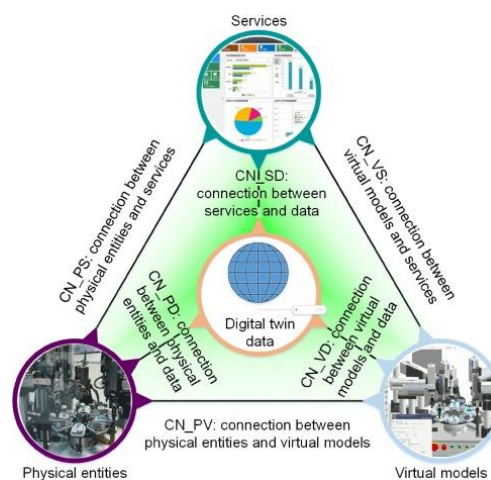 Services
CN_PS: connection between
physical entities and services
CN_SD:
connection between
services and data
CN_VS: connection between
virtual models and services
CN_PD: connection
between physical
entities and data
Digital twin
data
CN_VD: connection
between virtual
models and data
CN_PV: connection between
physical entities and virtual models
Physical entities
Virtual models